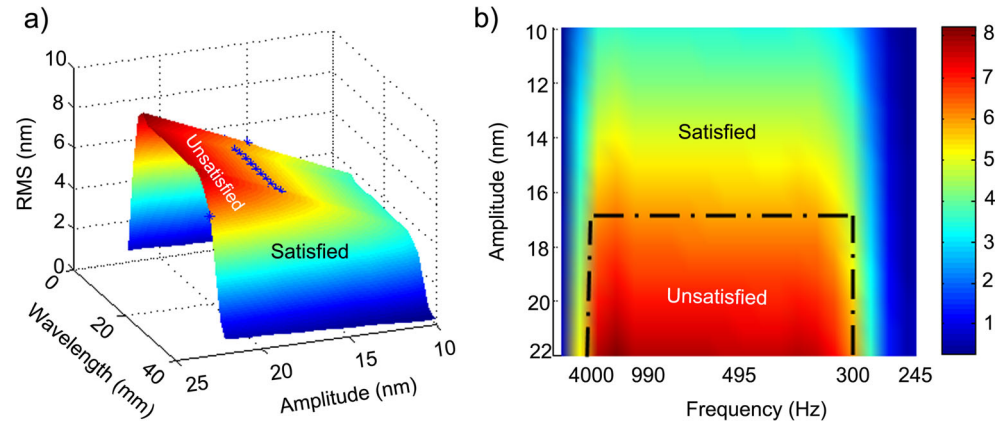 a)
10
8
6
4
2
0
RMS (nm)
Unsatisfied
Satisfied
0
20
40
Wavelength (mm)
25
20
15
10
Amplitude (nm)
b)
10
12
14
16
18
20
22
Amplitude (nm)
Satisfied
Unsatisfied
4000 990 495 300 245
Frequency (Hz)
8
7
6
5
4
3
2
1